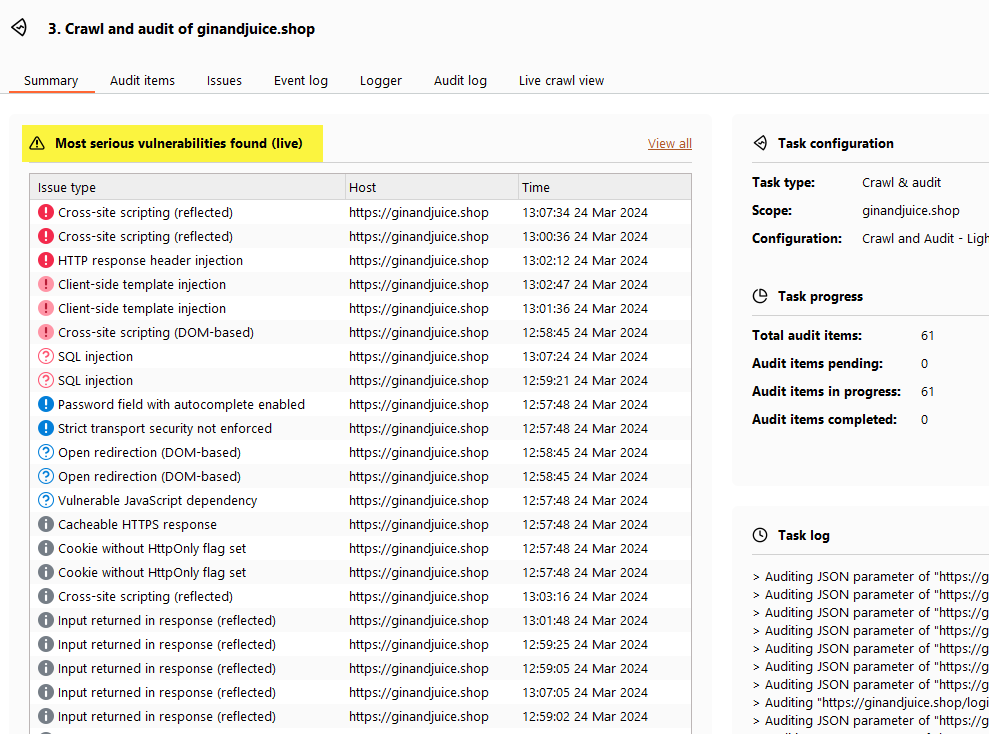 3. Crawl and audit of ginandjuice.shop
Summary Audit items Issues Event log Logger Audit log Live crawl view
Most serious vulnerabilities found (live) View all
Issue type Host Time
Cross-site scripting (reflected) https://ginandjuice.shop 13:07:34 24 Mar 2024
Cross-site scripting (reflected) https://ginandjuice.shop 13:00:36 24 Mar 2024
HTTP response header injection https://ginandjuice.shop 13:02:12 24 Mar 2024
Client-side template injection https://ginandjuice.shop 13:02:47 24 Mar 2024
Client-side template injection https://ginandjuice.shop 13:01:36 24 Mar 2024
Cross-site scripting (DOM-based) https://ginandjuice.shop 12:58:45 24 Mar 2024
SQL injection https://ginandjuice.shop 13:07:24 24 Mar 2024
SQL injection https://ginandjuice.shop 12:59:21 24 Mar 2024
Password field with autocomplete enabled https://ginandjuice.shop 12:57:48 24 Mar 2024
Strict transport security not enforced https://ginandjuice.shop 12:57:48 24 Mar 2024
Open redirection (DOM-based) https://ginandjuice.shop 12:58:45 24 Mar 2024
Open redirection (DOM-based) https://ginandjuice.shop 12:58:45 24 Mar 2024
Vulnerable JavaScript dependency https://ginandjuice.shop 12:57:48 24 Mar 2024
Cacheable HTTPS response https://ginandjuice.shop 12:57:48 24 Mar 2024
Cookie without HttpOnly flag set https://ginandjuice.shop 12:57:48 24 Mar 2024
Cookie without HttpOnly flag set https://ginandjuice.shop 12:57:48 24 Mar 2024
Cross-site scripting (reflected) https://ginandjuice.shop 13:03:16 24 Mar 2024
Input returned in response (reflected) https://ginandjuice.shop 13:01:48 24 Mar 2024
Input returned in response (reflected) https://ginandjuice.shop 12:59:25 24 Mar 2024
Input returned in response (reflected) https://ginandjuice.shop 12:59:05 24 Mar 2024
Input returned in response (reflected) https://ginandjuice.shop 13:07:05 24 Mar 2024
Input returned in response (reflected) https://ginandjuice.shop 12:59:02 24 Mar 2024
Task configuration
Task type: Crawl & audit
Scope: ginandjuice.shop
Configuration: Crawl and Audit - Ligh
Task progress
Total audit items: 61
Audit items pending: 0
Audit items in progress: 61
Audit items completed: 0
Task log
> Auditing JSON parameter of "https://g
> Auditing JSON parameter of "https://g
> Auditing JSON parameter of "https://g
> Auditing JSON parameter of "https://g
> Auditing JSON parameter of "https://g
> Auditing JSON parameter of "https://g
> Auditing JSON parameter of "https://g
> Auditing "https://ginandjuice.shop/logi
> Auditing JSON parameter of "https://g